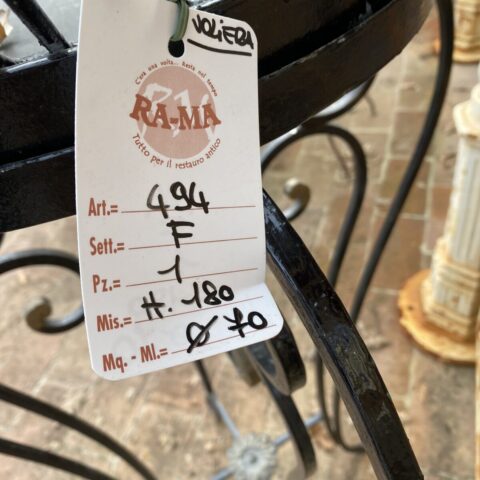 VOLIERA
C'era una volta... basta nel tempo
RA-MA
Tutto per il restauro antico
Art.= 494
Sett.= F
Pz.= 1
Mis.= H. 180
Mq. - Ml.= Ø 70